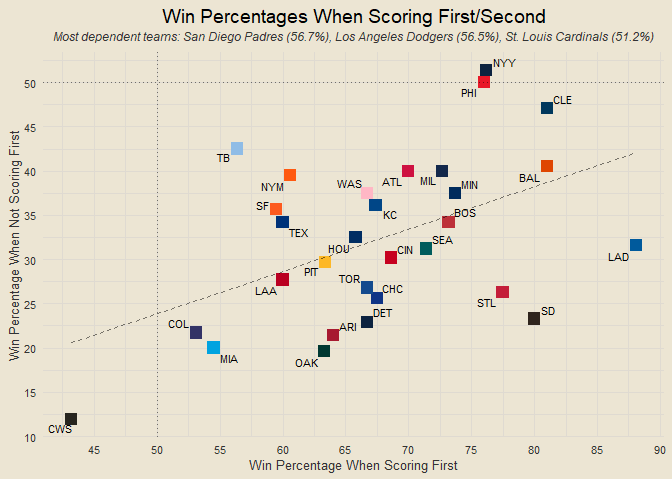 Win Percentages When Scoring First/Second
Most dependent teams: San Diego Padres (56.7%), Los Angeles Dodgers (56.5%), St. Louis Cardinals (51.2%)
Win Percentage When Not Scoring First
50
45
40
35
30
25
20
15
10
NYY
PHI
CLE
TB
BAL
NYM
WAS
ATL
MIL
MIN
SF
KC
BOS
TEX
HOU
SEA
CIN
LAD
PIT
LAA
TOR
CHC
STL
SD
DET
COL
ARI
MIA
OAK
CWS
45
50
55
60
65
70
75
80
85
90
Win Percentage When Scoring First